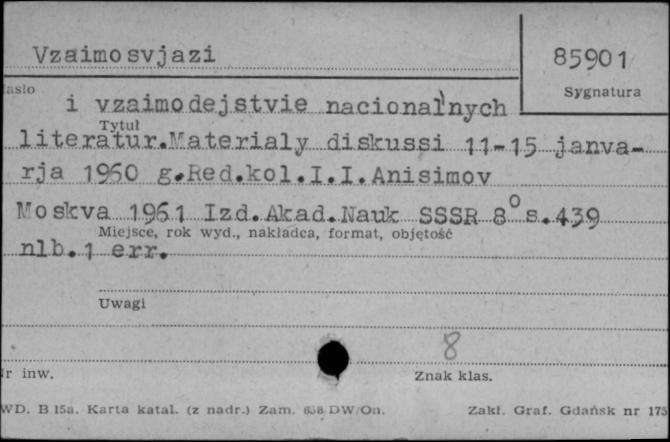 Vzaimosvjazi
85901
Sygnatura
asło
i vzaimodejstvie nacional'nych
Tytuł
literatur.Materialy diskussi 11-15 janva-
rja 1960 g.Red.kol.I.I.Anisimov
Moskva 1961 Izd.Akad.Nauk SSSR 8° s.439
Miejsce, rok wyd., nakładca, format, objętość
nlb.1 err.
Uwagi
8
r inw.
Znak klas.
WD. B 15a. Karta katal. (z nadr.) Zam. 658/DW/On.
Zakł. Graf. Gdańsk nr 175